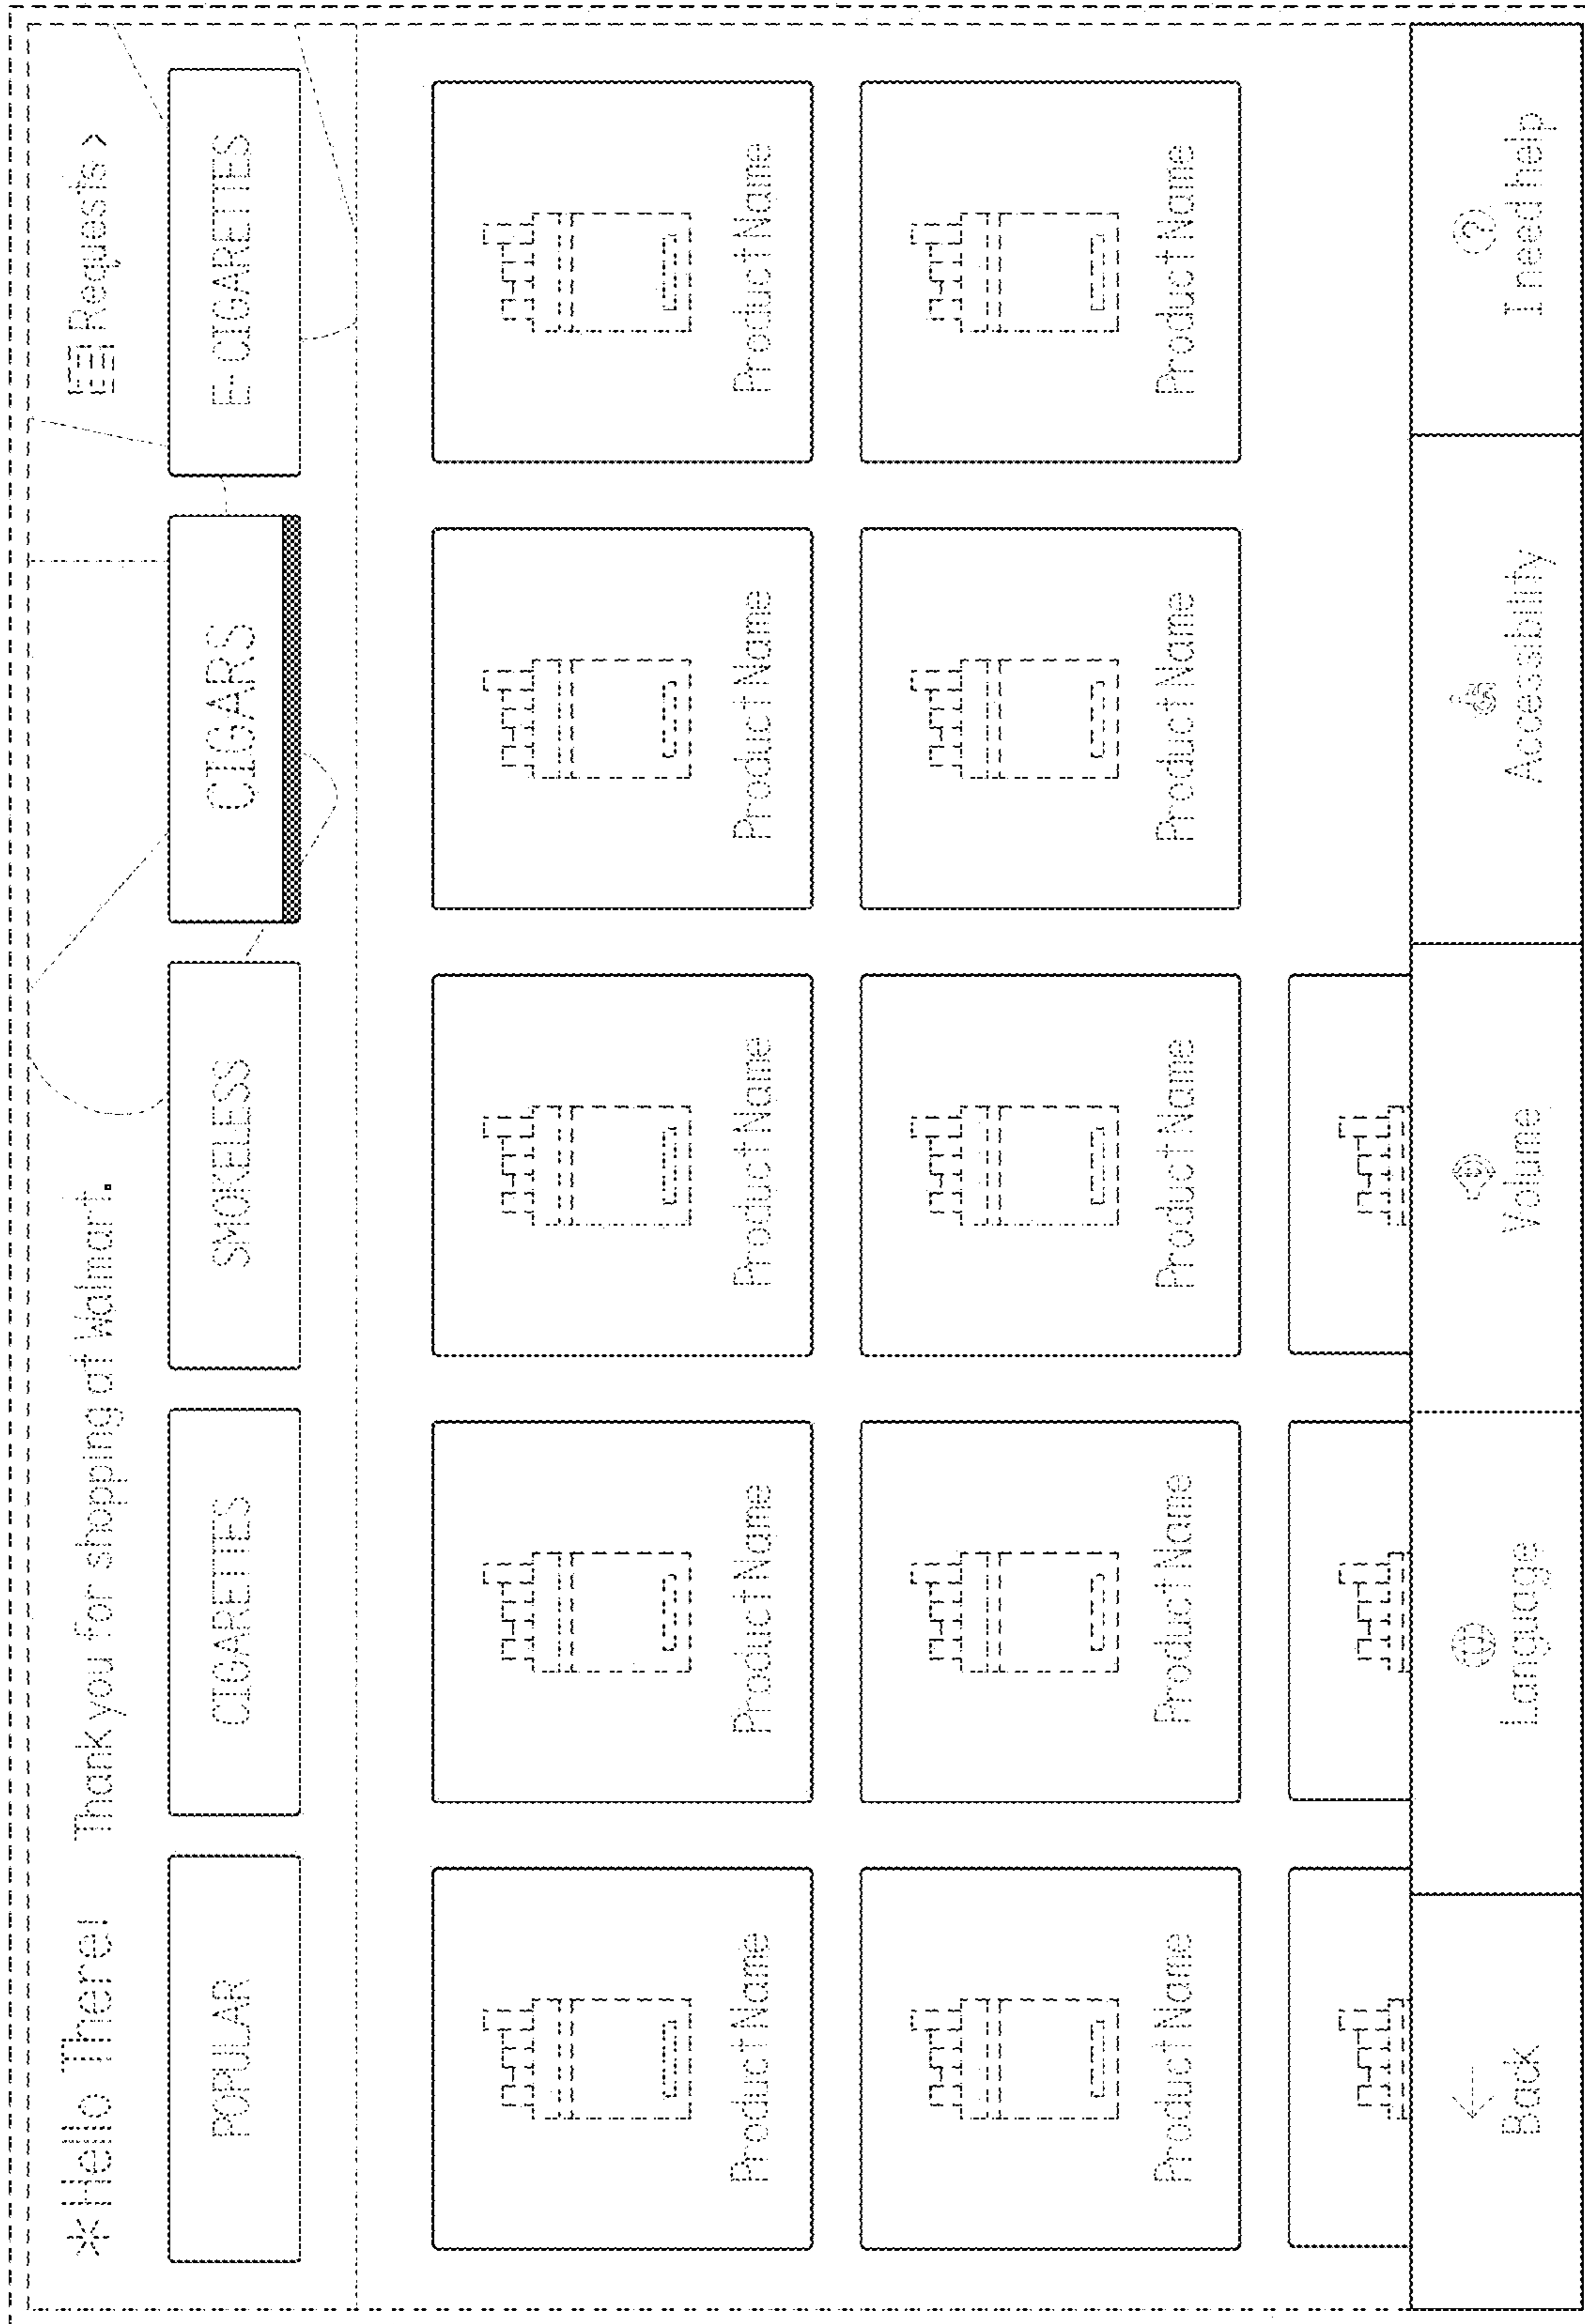 Hello There! Thank you for shopping at Walmart. Requests >
POPULAR CIGARETTES SMOKELESS CIGARS E-CIGARETTES
Product Name Product Name Product Name Product Name Product Name
Product Name Product Name Product Name Product Name Product Name
Back Language Volume Accessibility I need help